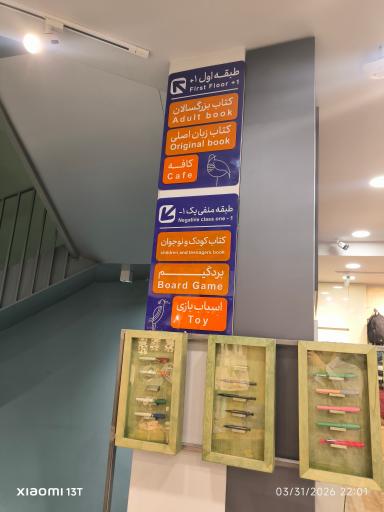 طبقه اول +۱
First Floor +1
کتاب بزرگسالان
Adult book
کتاب زبان اصلی
Original book
کافه
Cafe
طبقه منفی یک -۱
Negative class one - 1
کتاب کودک و نوجوان
children and teenagers book
بردگیم
Board Game
اسباب بازی
Toy
XIAOMI 13T
03/31/2026 22:01